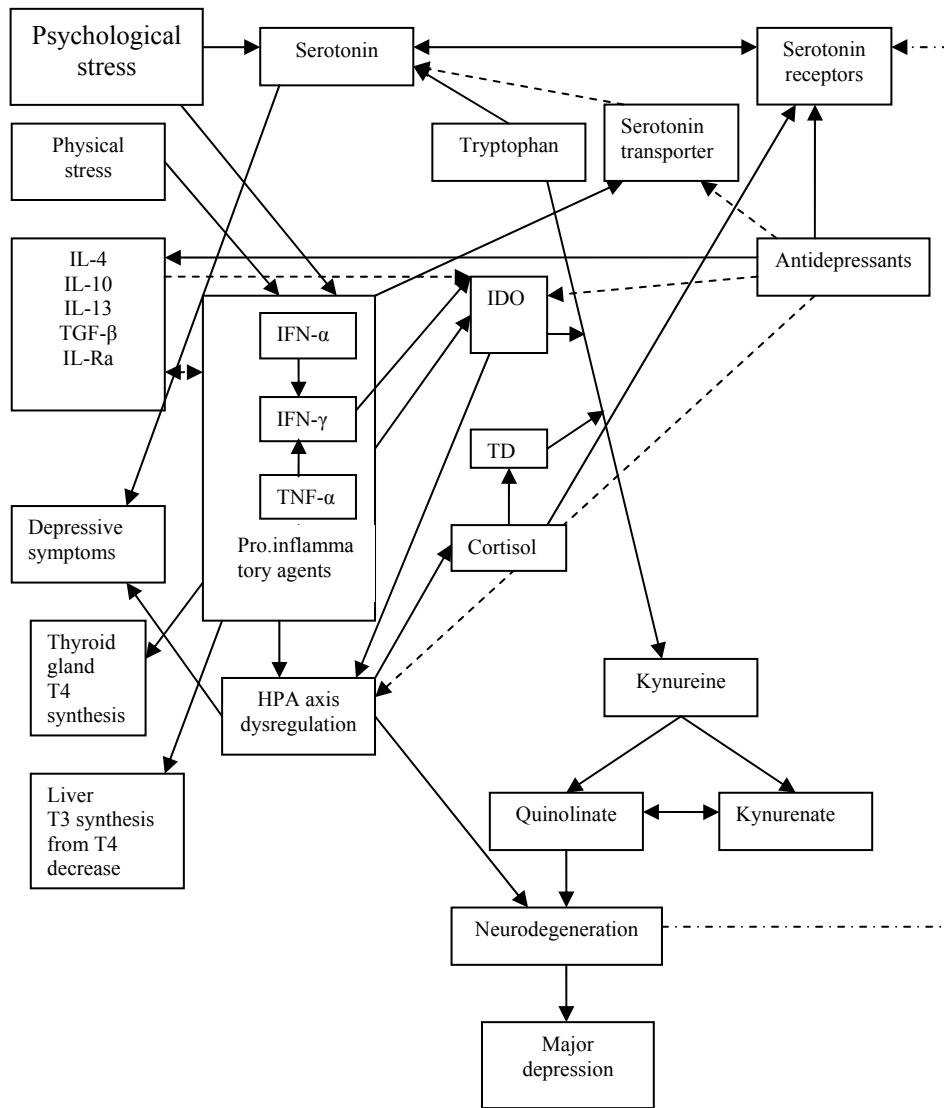 Psychological
stress
Serotonin
Serotonin
receptors
Physical
stress
Tryptophan
Serotonin
transporter
IL-4
IL-10
IL-13
TGF-β
IL-Ra
Antidepressants
IDO
IFN-α
IFN-γ
TNF-α
Pro.inflamma
tory agents
TD
Cortisol
Depressive
symptoms
Thyroid
gland
T4
synthesis
HPA axis
dysregulation
Kynureine
Liver
T3 synthesis
from T4
decrease
Quinolinate
Kynurenate
Neurodegeneration
Major
depression